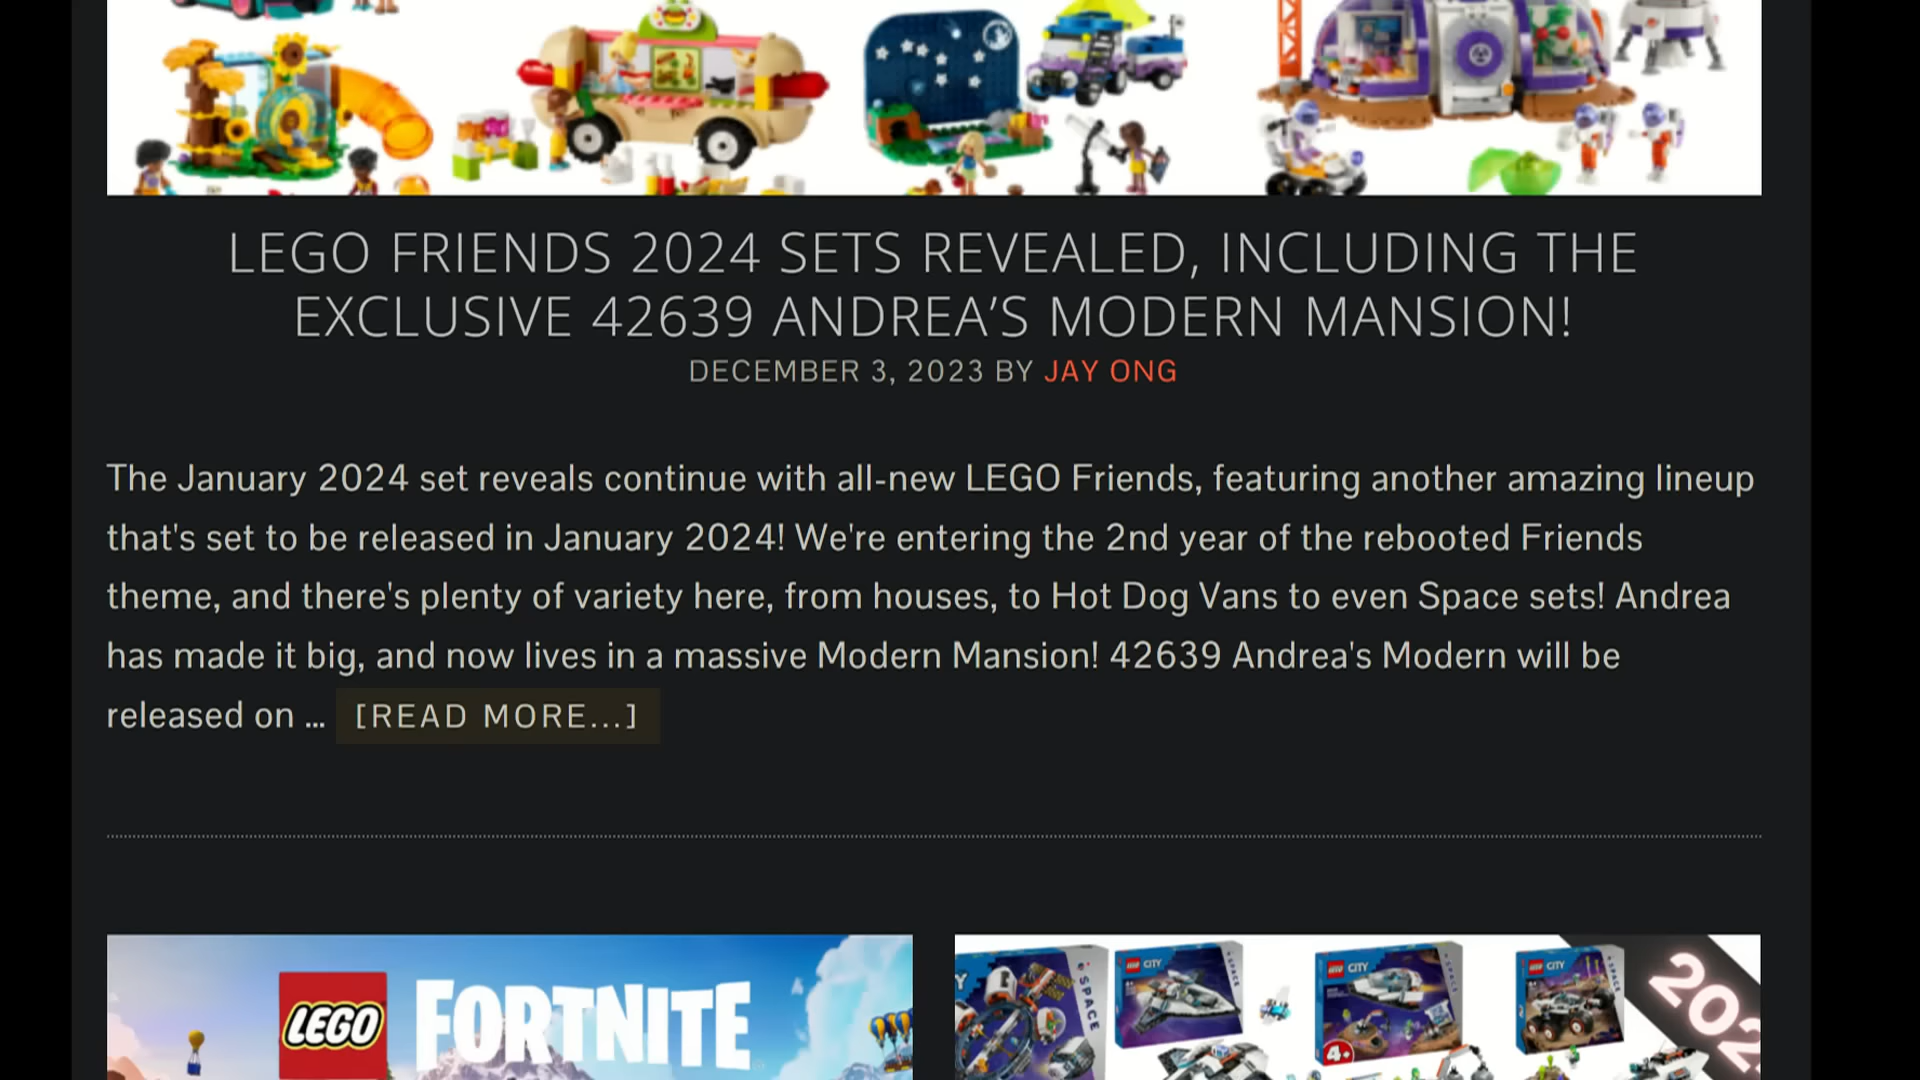 LEGO FRIENDS 2024 SETS REVEALED, INCLUDING THE
EXCLUSIVE 42639 ANDREA’S MODERN MANSION!
DECEMBER 3, 2023 BY JAY ONG
The January 2024 set reveals continue with all-new LEGO Friends, featuring another amazing lineup
that's set to be released in January 2024! We're entering the 2nd year of the rebooted Friends
theme, and there's plenty of variety here, from houses, to Hot Dog Vans to even Space sets! Andrea
has made it big, and now lives in a massive Modern Mansion! 42639 Andrea's Modern will be
released on ... [READ MORE...]
LEGO FORTNITE
SPACE
CITY SPACE
CITY SPACE
CITY SPACE
4+
202